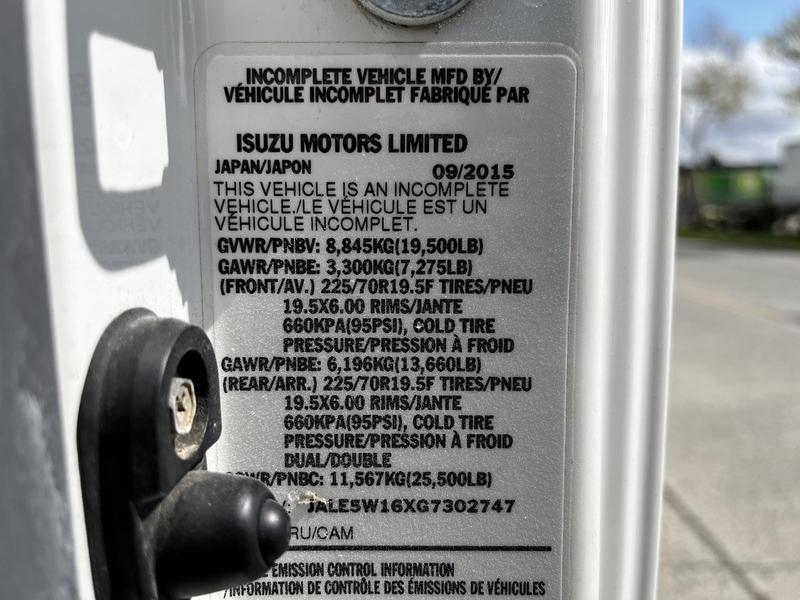 INCOMPLETE VEHICLE MFD BY/
VÉHICULE INCOMPLET FABRIQUÉ PAR
ISUZU MOTORS LIMITED
JAPAN/JAPON 09/2015
THIS VEHICLE IS AN INCOMPLETE
VEHICLE./LE VÉHICULE EST UN
VÉHICULE INCOMPLET.
GVWR/PNBV: 8,845KG(19,500LB)
GAWR/PNBE: 3,300KG(7,275LB)
(FRONT/AV.) 225/70R19.5F TIRES/PNEU
19.5X6.00 RIMS/JANTE
660KPA(95PSI), COLD TIRE
PRESSURE/PRESSION À FROID
GAWR/PNBE: 6,196KG(13,660LB)
(REAR/ARR.) 225/70R19.5F TIRES/PNEU
19.5X6.00 RIMS/JANTE
660KPA(95PSI), COLD TIRE
PRESSURE/PRESSION À FROID
DUAL/DOUBLE
/PNBC: 11,567KG(25,500LB)
JALE5W16XG7302747
RU/CAM
EMISSION CONTROL INFORMATION
/INFORMATION DE CONTRÔLE DES ÉMISSIONS DE VÉHICULES